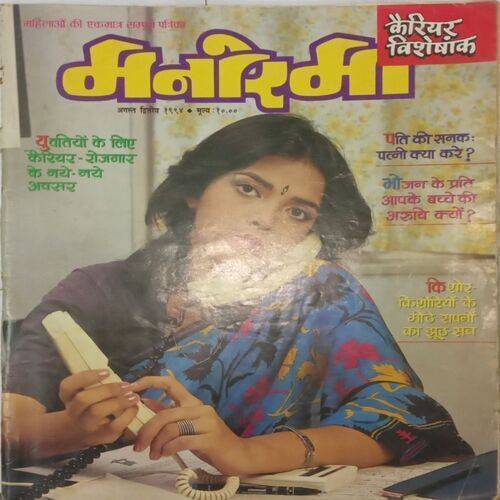 महिलाओं की एकमात्र सम्पूर्ण पत्रिका
कैरियर
विशेषांक
मनोरमा
अगस्त द्वितीय १९९४ ● मूल्य : १०.००
युवतियों के लिए
कैरियर-रोजगार
के नये-नये
अवसर
पति की सनक:
पत्नी क्या करे?
भोजन के प्रति
आपके बच्चे की
अरुचि क्यों?
किशोर-
किशोरियों के
मीठे सपनों
का झूठ सच